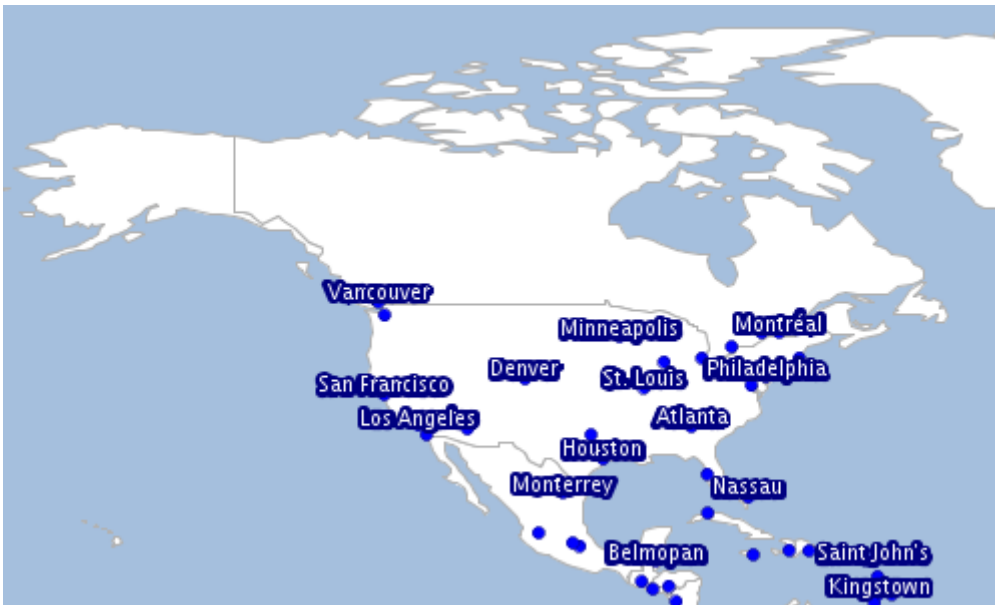 Vancouver
Minneapolis
Montréal
Denver
St. Louis
Philadelphia
San Francisco
Los Angeles
Atlanta
Houston
Monterrey
Nassau
Belmopan
Saint John's
Kingstown